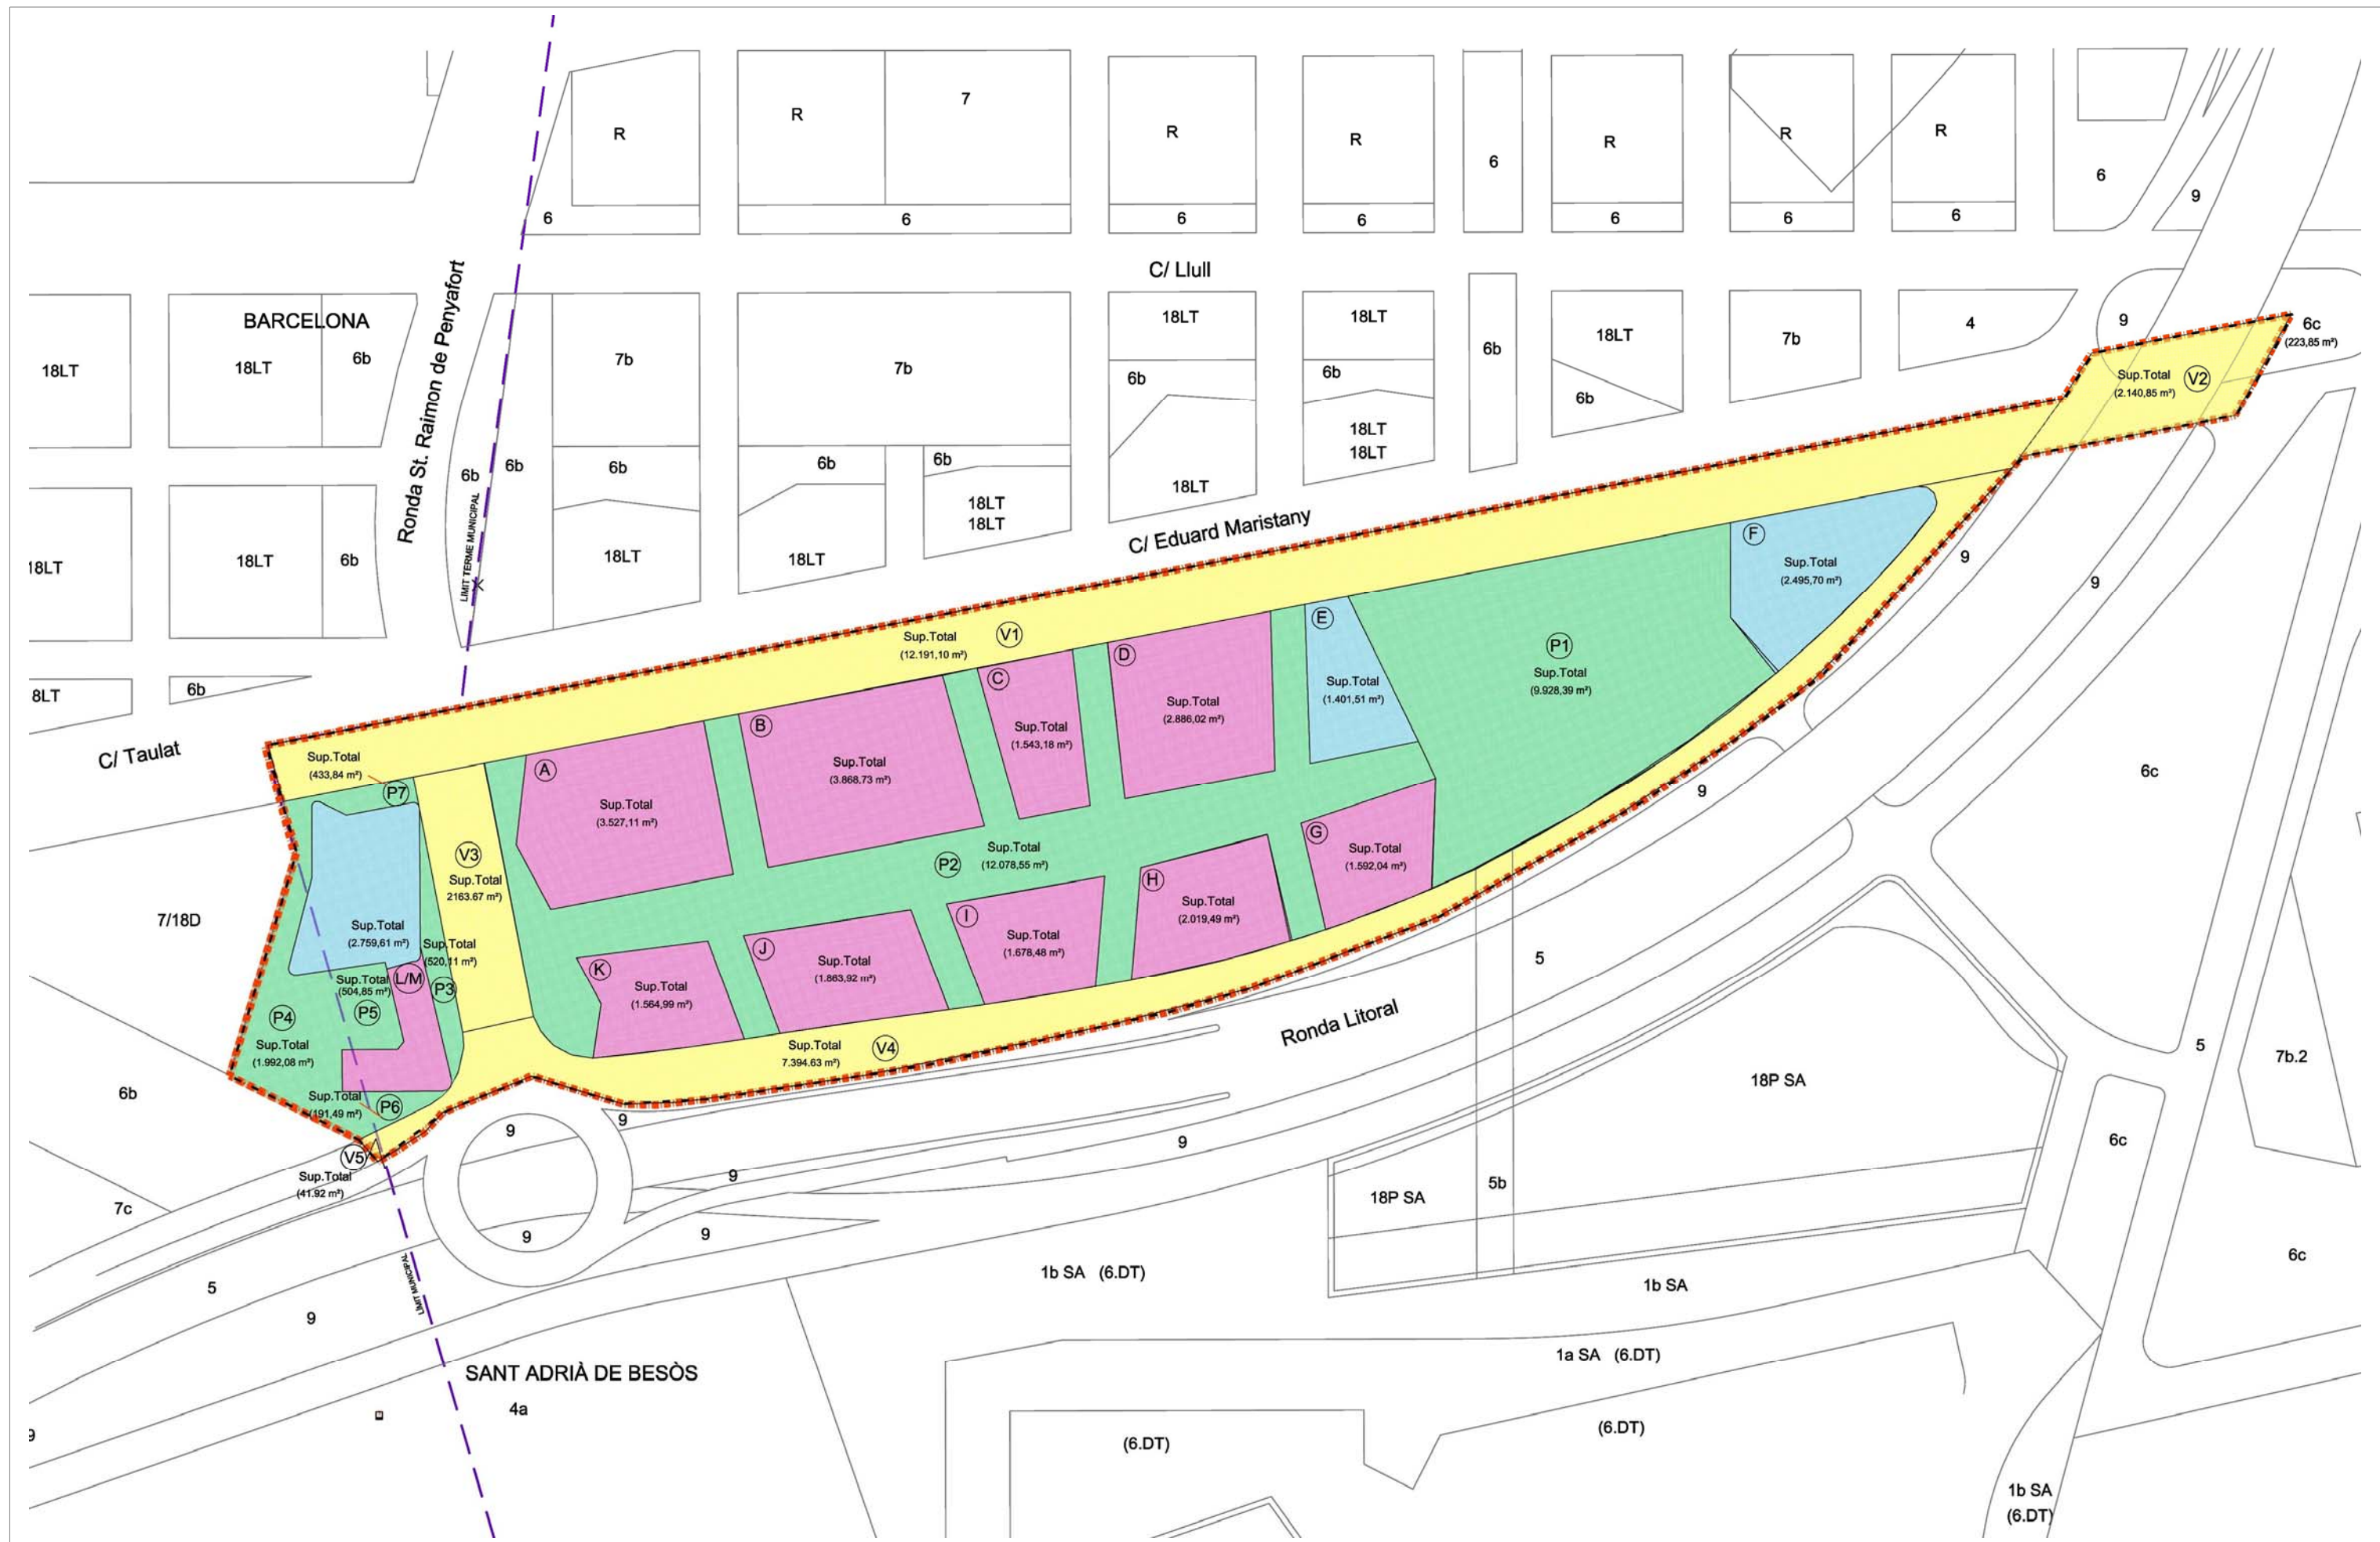 R
R
7
R
R
6
R
R
R
6
9
6
6
6
6
6
6
6
C/ Llull
Ronda St. Raimon de Penyafort
BARCELONA
18LT
18LT
6b
7b
7b
18LT
6b
18LT
6b
18LT
18LT
6b
18LT
6b
7b
4
9
6c
(223,85 m²)
Sup.Total
(2.140,85 m²)
V2
6b
6b
6b
6b
6b
18LT
18LT
18LT
LIMIT TERME MUNICIPAL
18LT
18LT
6b
18LT
18LT
C/ Eduard Maristany
9
9
8LT
6b
C/ Taulat
Sup.Total
(12.191,10 m²)
V1
F
Sup.Total
(2.495,70 m²)
E
Sup.Total
(1.401,51 m²)
P1
Sup.Total
(9.928,39 m²)
D
Sup.Total
(2.886,02 m²)
C
Sup.Total
(1.543,18 m²)
B
Sup.Total
(3.868,73 m²)
A
Sup.Total
(3.527,11 m²)
Sup.Total
(433,84 m²)
P7
V3
Sup.Total
2163.67 m²)
P2
Sup.Total
(12.078,55 m²)
G
Sup.Total
(1.592,04 m²)
H
Sup.Total
(2.019,49 m²)
I
Sup.Total
(1.678,48 m²)
J
Sup.Total
(1.863,92 m²)
K
Sup.Total
(1.564,99 m²)
9
6c
7/18D
Sup.Total
(2.759,61 m²)
Sup.Total
(520,11 m²)
Sup.Total
(504,85 m²)
L/M
P3
P5
P4
Sup.Total
(1.992,08 m²)
Sup.Total
(191,49 m²)
P6
V5
Sup.Total
(41.92 m²)
Sup.Total
7.394.63 m²)
V4
Ronda Litoral
5
5
7b.2
6b
9
9
9
9
18P SA
18P SA
5b
6c
7c
9
9
5
9
LÍMIT MUNICIPAL
1b SA (6.DT)
1b SA
6c
SANT ADRIÀ DE BESÒS
4a
1a SA (6.DT)
(6.DT)
(6.DT)
9
1b SA
(6.DT)